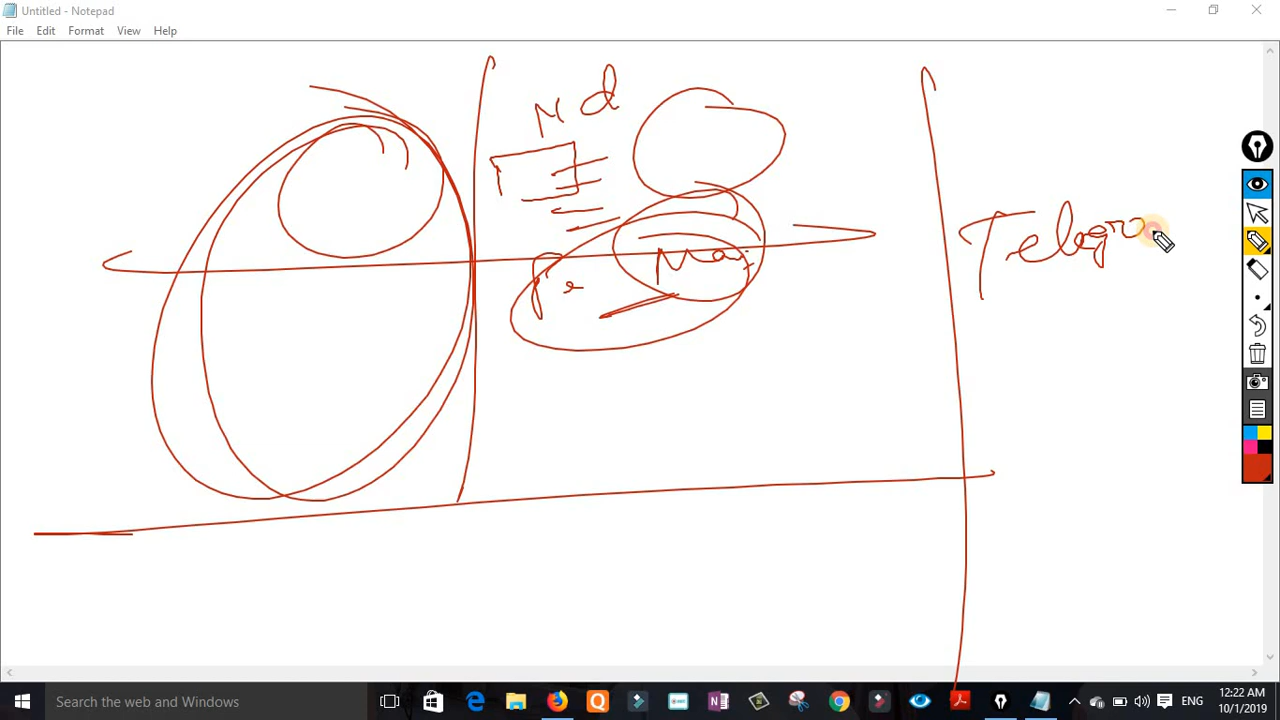 Untitled - Notepad
File Edit Format View Help
N d
May
Telegra
Search the web and Windows
ENG
12:22 AM
10/1/2019